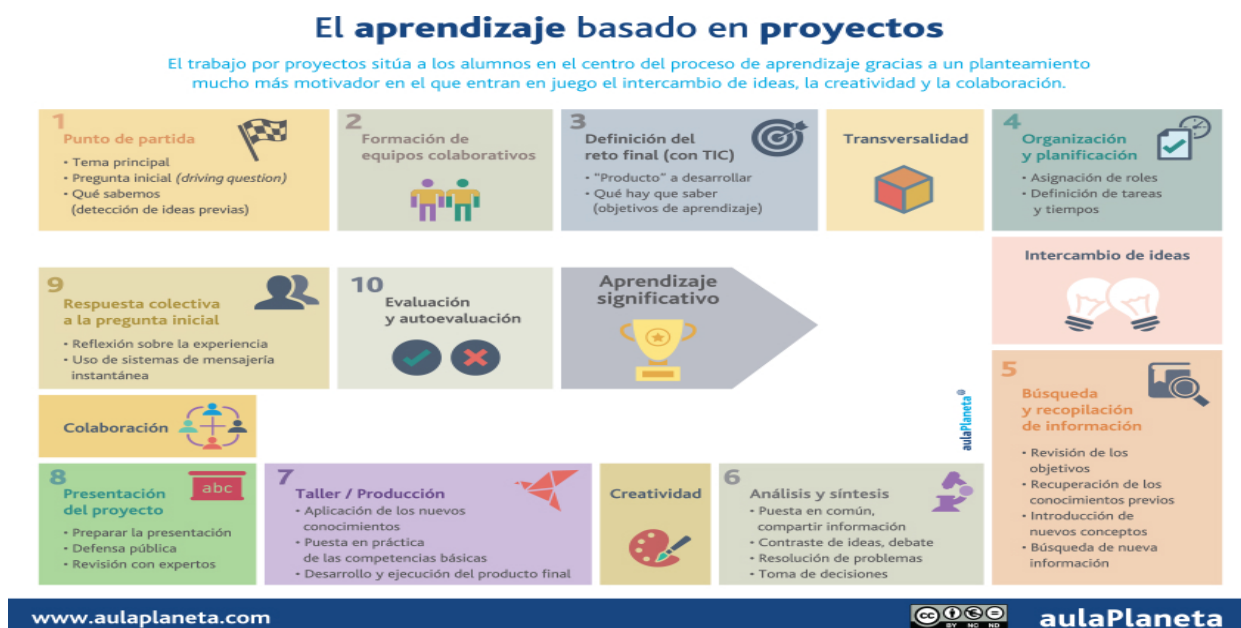 El aprendizaje basado en proyectos
El trabajo por proyectos sitúa a los alumnos en el centro del proceso de aprendizaje gracias a un planteamiento
mucho más motivador en el que entran en juego el intercambio de ideas, la creatividad y la colaboración.
1
Punto de partida
• Tema principal
• Pregunta inicial (driving question)
• Qué sabemos
(detección de ideas previas)
2
Formación de
equipos colaborativos
3
Definición del
reto final (con TIC)
• "Producto" a desarrollar
• Qué hay que saber
(objetivos de aprendizaje)
Transversalidad
4
Organización
y planificación
• Asignación de roles
• Definición de tareas
y tiempos
Intercambio de ideas
5
Búsqueda
y recopilación
de información
• Revisión de los
objetivos
• Recuperación de los
conocimientos previos
• Introducción de
nuevos conceptos
• Búsqueda de nueva
información
6
Análisis y síntesis
• Puesta en común,
compartir información
• Contraste de ideas, debate
• Resolución de problemas
• Toma de decisiones
Creatividad
7
Taller / Producción
• Aplicación de los nuevos
conocimientos
• Puesta en práctica
de las competencias básicas
• Desarrollo y ejecución del producto final
8
abc
Presentación
del proyecto
• Preparar la presentación
• Defensa pública
• Revisión con expertos
Colaboración
9
Respuesta colectiva
a la pregunta inicial
• Reflexión sobre la experiencia
• Uso de sistemas de mensajería
instantánea
10
Evaluación
y autoevaluación
Aprendizaje
significativo
aulaPlaneta®
www.aulaplaneta.com
cc
BY NC ND
aulaPlaneta